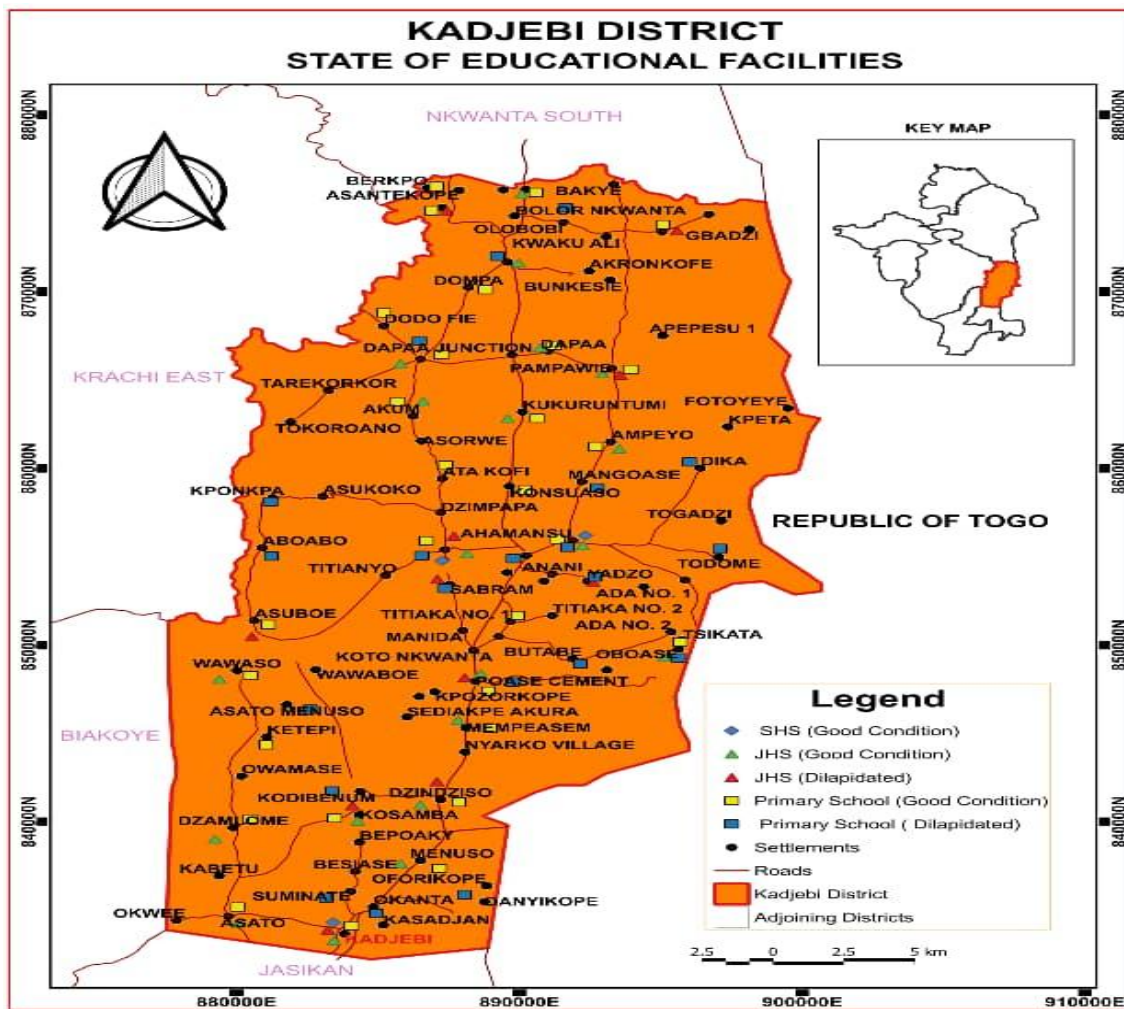 KADJEBI DISTRICT
STATE OF EDUCATIONAL FACILITIES
880000N
870000N
860000N
850000N
840000N
880000N
870000N
860000N
850000N
840000N
880000E
890000E
900000E
910000E
NKWANTA SOUTH
KEY MAP
BERKPO
ASANTEKOPE
BAKYE
BOLOR NKWANTA
OLOBOBI
GBADZI
KWAKU ALI
AKRONKOFE
DOMPA
BUNKESIE
DODO FIE
APEPESU 1
DAPAA JUNCTION
DAPAA
PAMPAWIE
KRACHI EAST
TAREKORKOR
AKUM
KUKURUNTUMI
FOTOYEYE
KPETA
TOKOROANO
ASORWE
AMPEYO
ATA KOFI
MANGOASE
DIKA
KPONKPA
ASUKOKO
KONSUASO
DZIMPAPA
TOGADZI
REPUBLIC OF TOGO
AHAMANSU
ABOABO
TITIANYO
ANANI
YADZO
TODOME
SABRAM
ADA NO. 1
ASUBOE
TITIAKA NO. 1
TITIAKA NO. 2
MANIDA
ADA NO. 2
TSIKATA
KOTO NKWANTA
BUTABE
OBOASE
WAWASO
WAWABOE
POASE CEMENT
KPOZORKOPE
ASATO MENUSO
SEDIAKPE AKURA
BIAKOYE
KETEPI
MEMPEASEM
NYARKO VILLAGE
OWAMASE
KODIBENUM
DZINDZISO
DZAMUOME
KOSAMBA
BEPOAKY
KABETU
BESIASE
MENUSO
OFORIKOPE
SUMINATE
OKANTA
DANYIKOPE
OKWEE
ASATO
KASADJAN
KADJEBI
JASIKAN
Legend
SHS (Good Condition)
JHS (Good Condition)
JHS (Dilapidated)
Primary School (Good Condition)
Primary School ( Dilapidated)
Settlements
Roads
Kadjebi District
Adjoining Districts
2.5 0 2.5 5 km